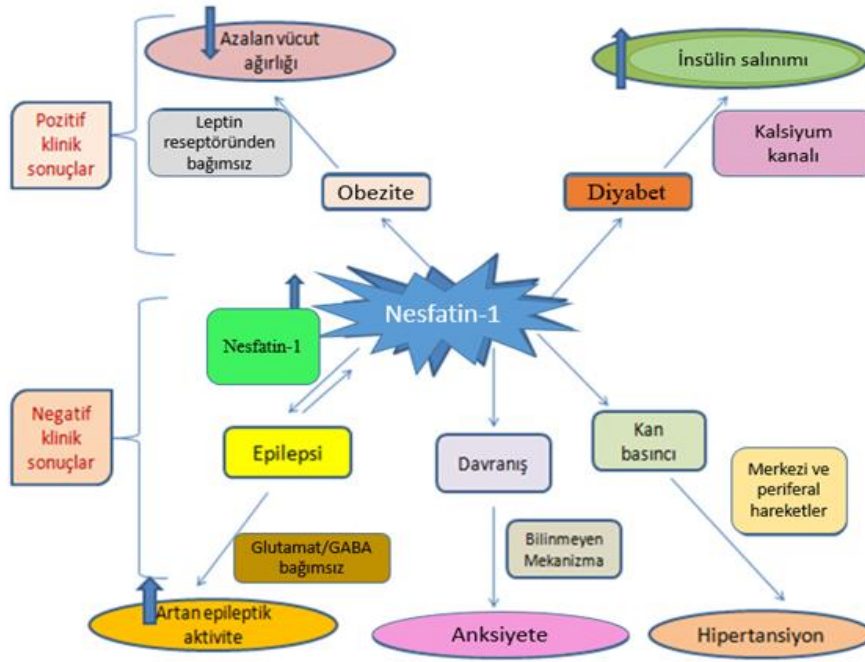 Azalan vücut
ağırlığı
İnsülin salınımı
Pozitif
klinik
sonuçlar
Leptin
reseptöründen
bağımsız
Kalsiyum
kanalı
Obezite
Diyabet
Nesfatin-1
Nesfatin-1
Negatif
klinik
sonuçlar
Epilepsi
Davranış
Kan
basıncı
Merkezi ve
periferal
hareketler
Glutamat/GABA
bağımsız
Bilinmeyen
Mekanizma
Artan epileptik
aktivite
Anksiyete
Hipertansiyon